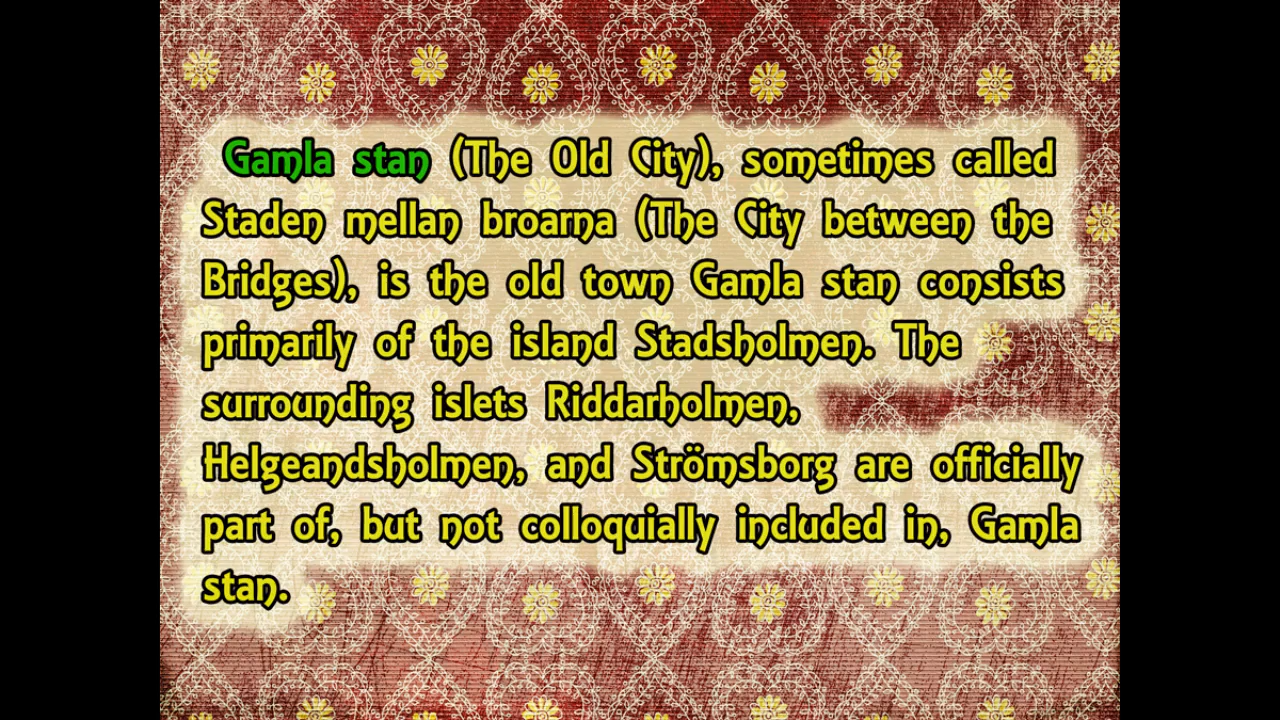 Gamla stan (The Old City), sometimes called
Staden mellan broarna (The City between the
Bridges), is the old town Gamla stan consists
primarily of the island Stadsholmen. The
surrounding islets Riddarholmen,
Helgeandsholmen, and Strömsborg are officially
part of, but not colloquially included in, Gamla
stan.